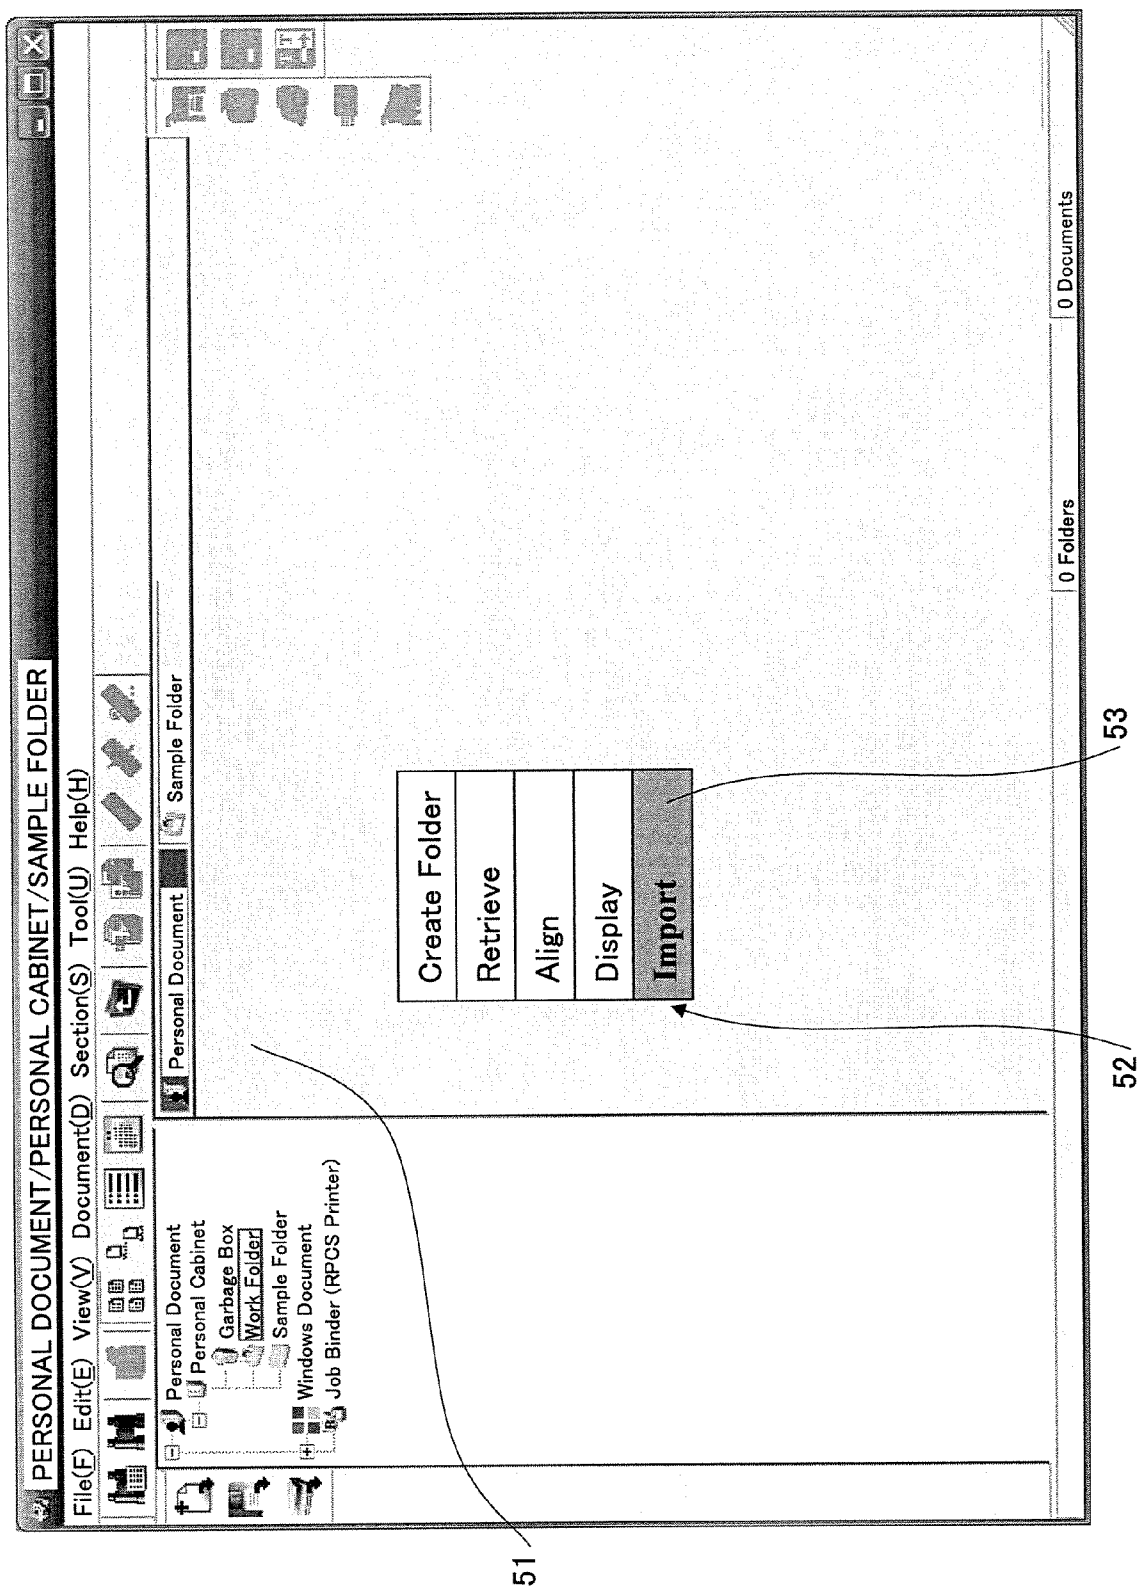 PERSONAL DOCUMENT/PERSONAL CABINET/SAMPLE FOLDER
File(F) Edit(E) View(V) Document(D) Section(S) Tool(U) Help(H)
Personal Document
Personal Cabinet
Garbage Box
Work Folder
Sample Folder
Windows Document
Job Binder (RPCS Printer)
Personal Document
Sample Folder
Create Folder
Retrieve
Align
Display
Import
0 Folders
0 Documents
51
52
53